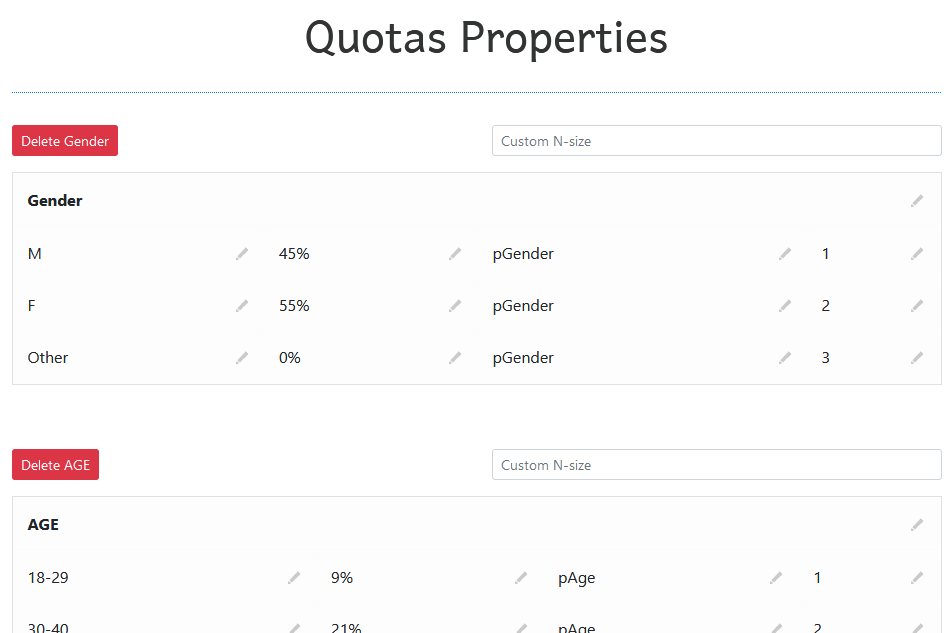 Quotas Properties
Delete Gender Custom N-size
Gender
M 45% pGender 1
F 55% pGender 2
Other 0% pGender 3
Delete AGE Custom N-size
AGE
18-29 9% pAge 1
30-40 21% pAge 2